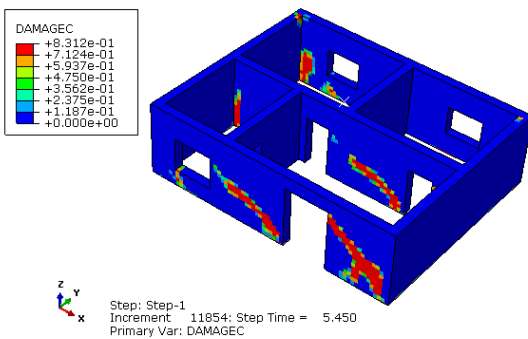 DAMAGEC
+8.312e-01
+7.124e-01
+5.937e-01
+4.750e-01
+3.562e-01
+2.375e-01
+1.187e-01
+0.000e+00
Z
Y
X
Step: Step-1
Increment 11854: Step Time = 5.450
Primary Var: DAMAGEC